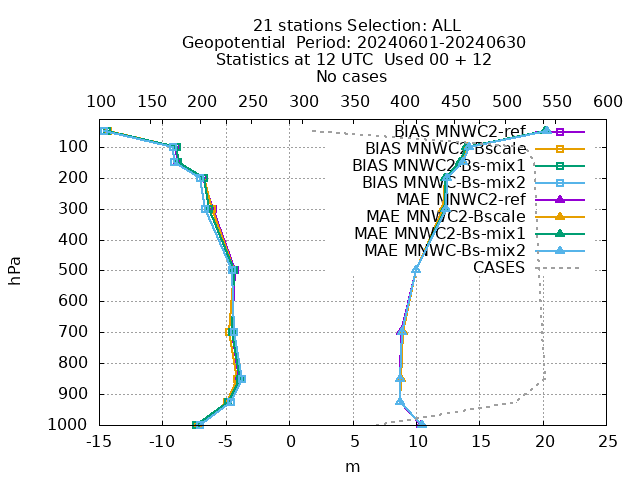 21 stations Selection: ALL
Geopotential  Period: 20240601-20240630
Statistics at 12 UTC  Used 00 + 12
No cases
100 150 200 250 300 350 400 450 500 550 600
BIAS MNWC2-ref
BIAS MNWC2-Bscale
BIAS MNWC2-Bs-mix1
BIAS MNWC-Bs-mix2
MAE MNWC2-ref
MAE MNWC2-Bscale
MAE MNWC2-Bs-mix1
MAE MNWC-Bs-mix2
CASES
hPa
100
200
300
400
500
600
700
800
900
1000
-15 -10 -5 0 5 10 15 20 25
m